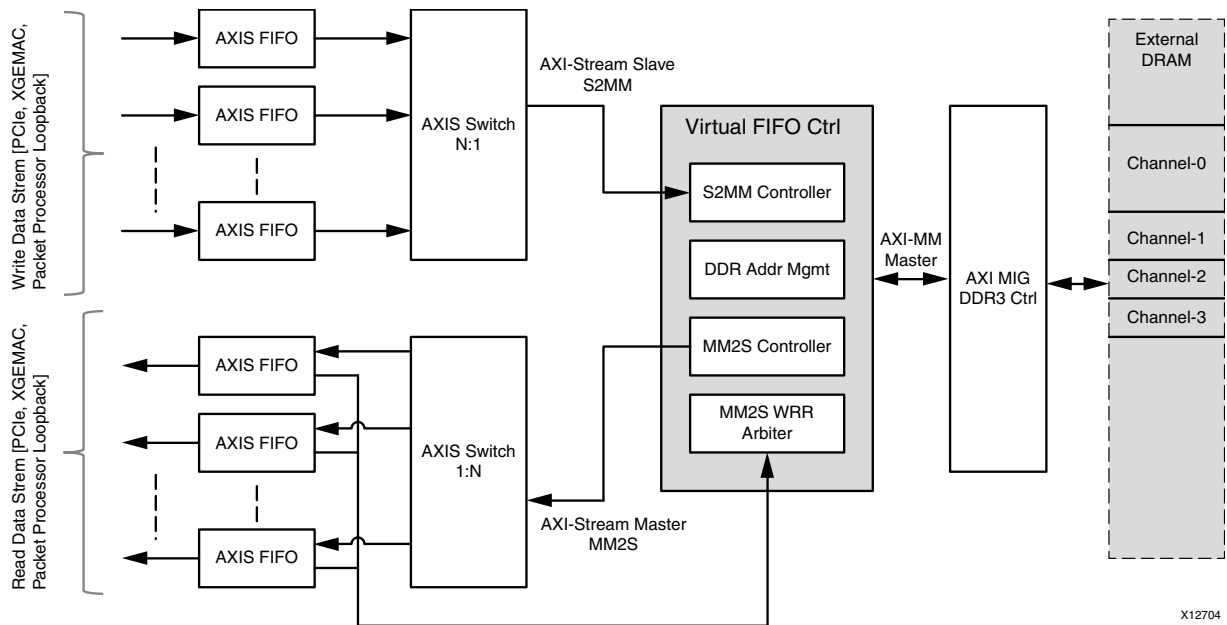 Write Data Strem [PCIe, XGEMAC,
Packet Processor Loopback]
AXIS FIFO
AXIS FIFO
AXIS FIFO
AXIS Switch
N:1
AXI-Stream Slave
S2MM
Virtual FIFO Ctrl
S2MM Controller
DDR Addr Mgmt
MM2S Controller
MM2S WRR
Arbiter
AXI-MM
Master
AXI MIG
DDR3 Ctrl
External
DRAM
Channel-0
Channel-1
Channel-2
Channel-3
Read Data Strem [PCIe, XGEMAC,
Packet Processor Loopback]
AXIS FIFO
AXIS FIFO
AXIS FIFO
AXIS Switch
1:N
AXI-Stream Master
MM2S
X12704